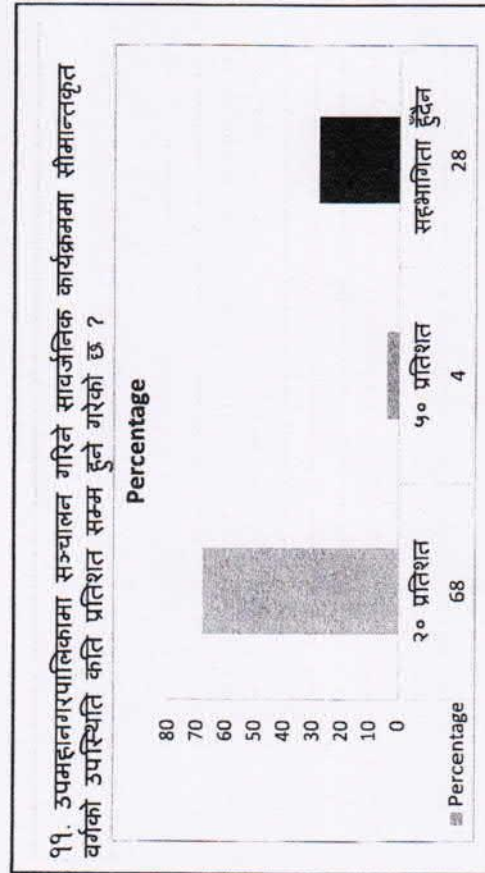 ११. उपमहानगरपालिकामा सञ्चालन गरिने सार्वजनिक कार्यक्रममा सीमान्तकृत
वर्गको उपस्थिति कति प्रतिशत सम्म हुने गरेको छ ?
Percentage
80
70
60
50
40
30
20
10
0
२० प्रतिशत ५० प्रतिशत सहभागिता हुँदैन
Percentage 68 4 28